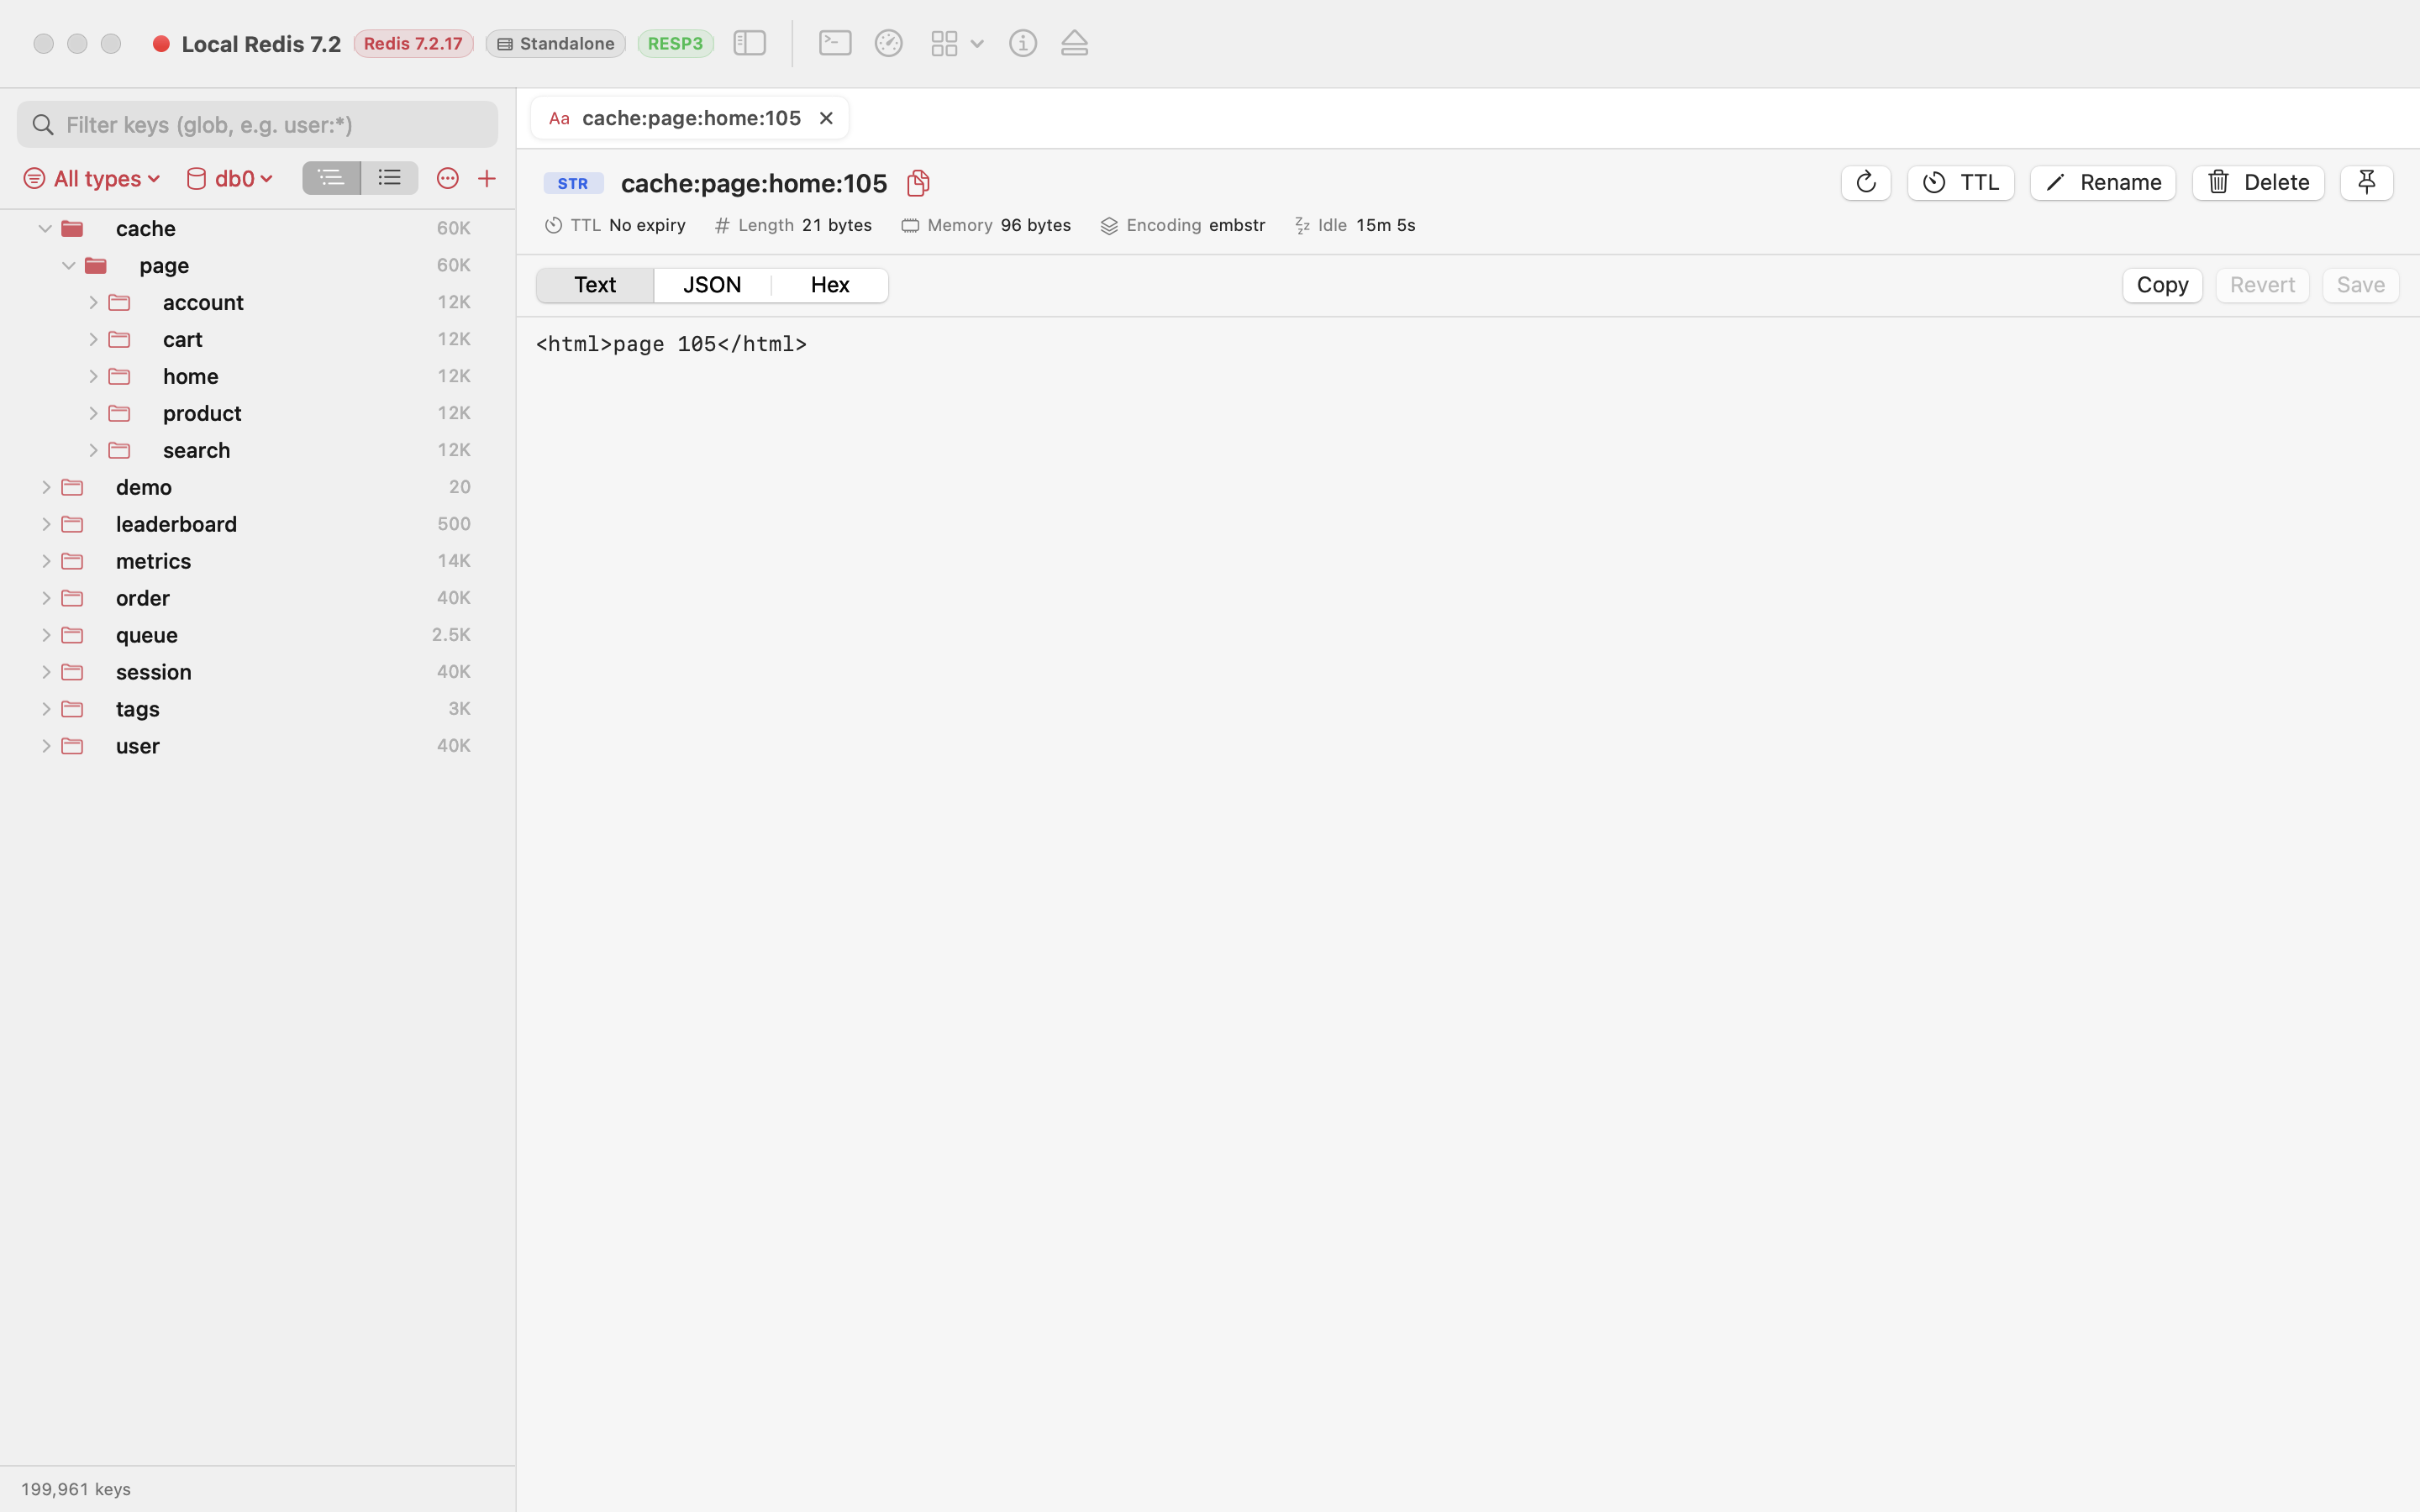 Local Redis 7.2 Redis 7.2.17 Standalone RESP3
Filter keys (glob, e.g. user:*)
All types db0
cache 60K
page 60K
account 12K
cart 12K
home 12K
product 12K
search 12K
demo 20
leaderboard 500
metrics 14K
order 40K
queue 2.5K
session 40K
tags 3K
user 40K
199,961 keys
Aa cache:page:home:105
STR cache:page:home:105 TTL Rename Delete
TTL No expiry # Length 21 bytes Memory 96 bytes Encoding embstr Idle 15m 5s
Text JSON Hex Copy Revert Save
<html>page 105</html>